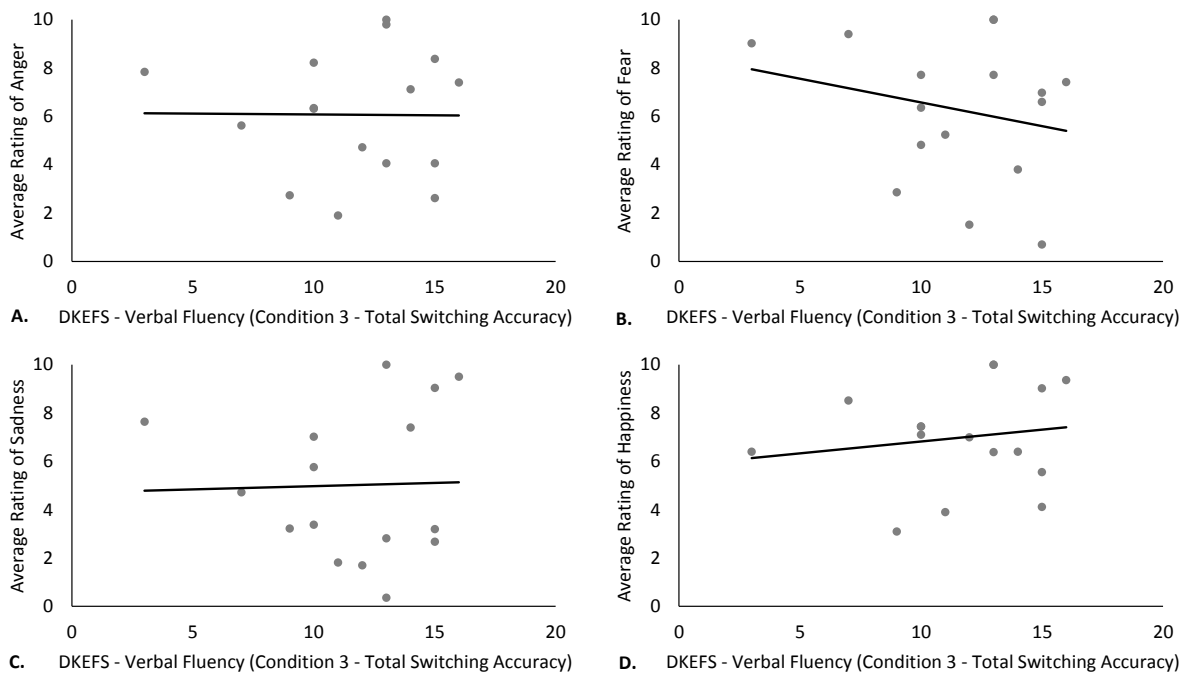 Average Rating of Anger
10
8
6
4
2
0
0 5 10 15 20
A. DKEFS - Verbal Fluency (Condition 3 - Total Switching Accuracy)
Average Rating of Fear
10
8
6
4
2
0
0 5 10 15 20
B. DKEFS - Verbal Fluency (Condition 3 - Total Switching Accuracy)
Average Rating of Sadness
10
8
6
4
2
0
0 5 10 15 20
C. DKEFS - Verbal Fluency (Condition 3 - Total Switching Accuracy)
Average Rating of Happiness
10
8
6
4
2
0
0 5 10 15 20
D. DKEFS - Verbal Fluency (Condition 3 - Total Switching Accuracy)